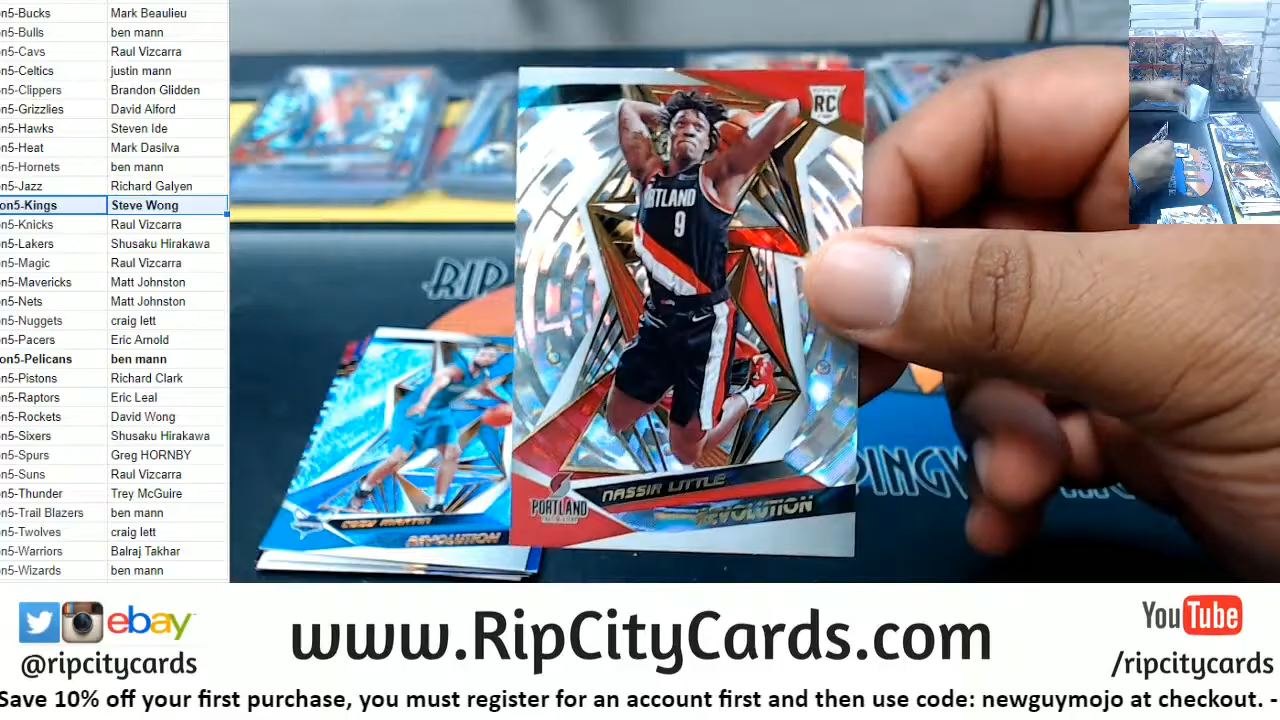 n5-Bucks Mark Beaulieu
n5-Bulls ben mann
on5-Cavs Raul Vizcarra
n5-Celtics justin mann
n5-Clippers Brandon Glidden
n5-Grizzlies David Alford
n5-Hawks Steven Ide
n5-Heat Mark Dasilva
n5-Hornets ben mann
n5-Jazz Richard Galyen
on5-Kings Steve Wong
n5-Knicks Raul Vizcarra
n5-Lakers Shusaku Hirakawa
n5-Magic Raul Vizcarra
n5-Mavericks Matt Johnston
n5-Nets Matt Johnston
n5-Nuggets craig lett
n5-Pacers Eric Arnold
on5-Pelicans ben mann
n5-Pistons Richard Clark
n5-Raptors Eric Leal
n5-Rockets David Wong
n5-Sixers Shusaku Hirakawa
n5-Spurs Greg HORNBY
n5-Suns Raul Vizcarra
n5-Thunder Trey McGuire
n5-Trail Blazers ben mann
n5-Twolves craig lett
n5-Warriors Balraj Takhar
n5-Wizards ben mann
RC
RTLAND
9
NASSIR LITTLE
PORTLAND
REVOLUTION
MARTIN
REVOLUTION
RIP
PINGW
ebay
@ripcitycards
www.RipCityCards.com
YouTube
/ripcitycards
Save 10% off your first purchase, you must register for an account first and then use code: newguymojo at checkout. -